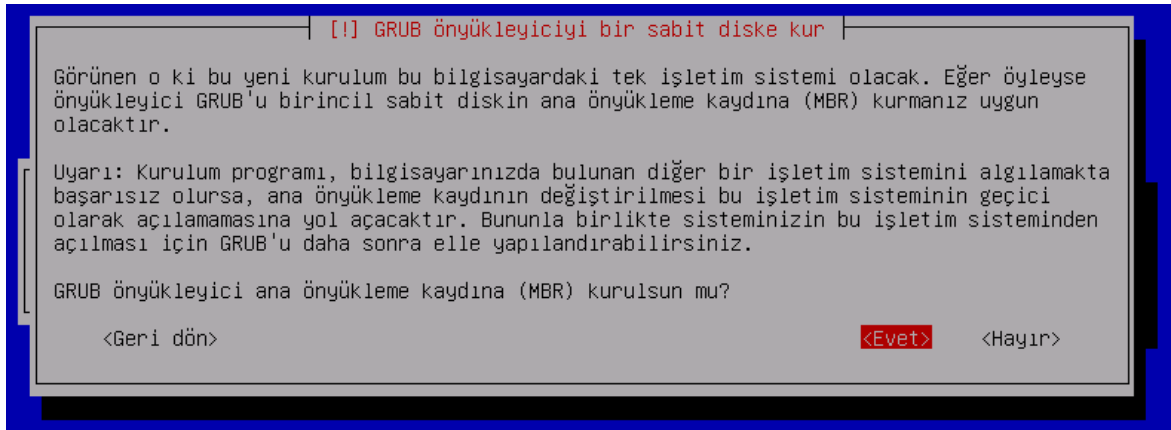 [!] GRUB önyükleyiciyi bir sabit diske kur
Görünen o ki bu yeni kurulum bu bilgisayardaki tek işletim sistemi olacak. Eğer öyleyse
önyükleyici GRUB'u birincil sabit diskin ana önyükleme kaydına (MBR) kurmanız uygun
olacaktır.
Uyarı: Kurulum programı, bilgisayarınızda bulunan diğer bir işletim sistemini algılamakta
başarısız olursa, ana önyükleme kaydının değiştirilmesi bu işletim sisteminin geçici
olarak açılamamasına yol açacaktır. Bununla birlikte sisteminizin bu işletim sisteminden
açılması için GRUB'u daha sonra elle yapılandırabilirsiniz.
GRUB önyükleyici ana önyükleme kaydına (MBR) kurulsun mu?
<Geri dön> <Evet> <Hayır>